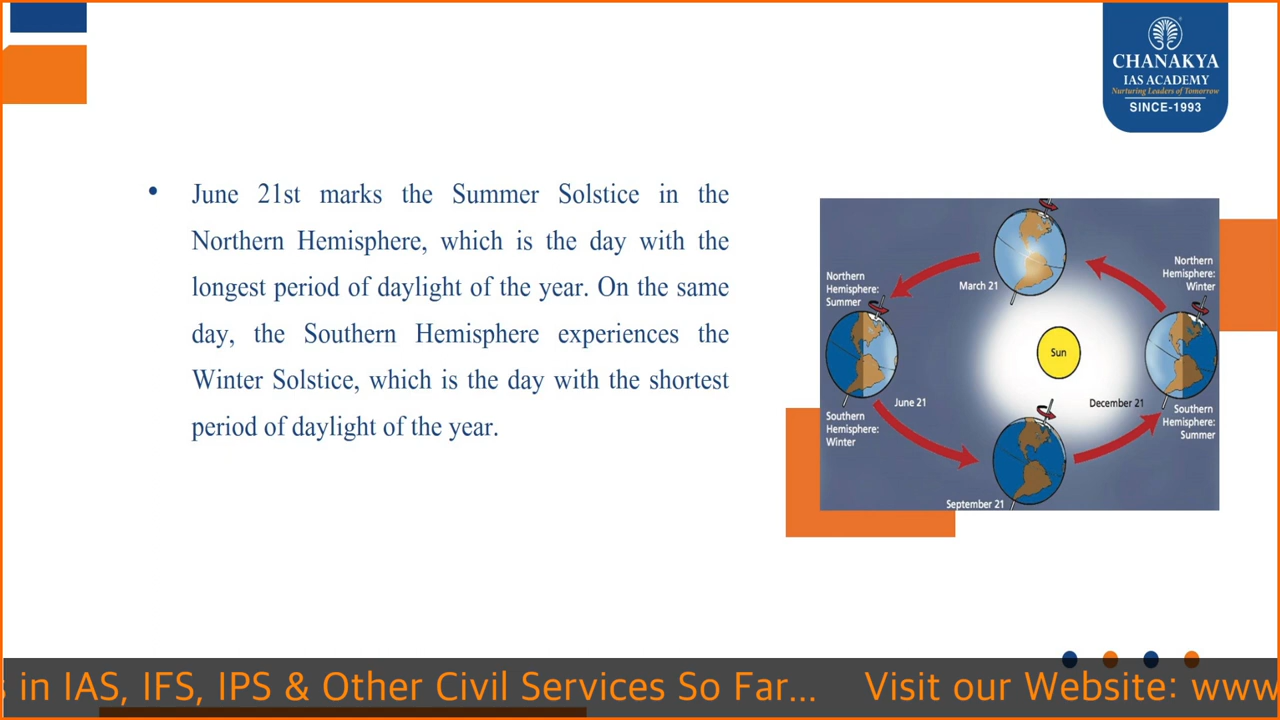 CHANAKYA
IAS ACADEMY
Nurturing Leaders of Tomorrow
SINCE-1993
• June 21st marks the Summer Solstice in the
Northern Hemisphere, which is the day with the
longest period of daylight of the year. On the same
day, the Southern Hemisphere experiences the
Winter Solstice, which is the day with the shortest
period of daylight of the year.
Northern
Hemisphere:
Summer
March 21
Northern
Hemisphere:
Winter
Sun
June 21
December 21
Southern
Hemisphere:
Winter
Southern
Hemisphere:
Summer
September 21
in IAS, IFS, IPS & Other Civil Services So Far... Visit our Website: www